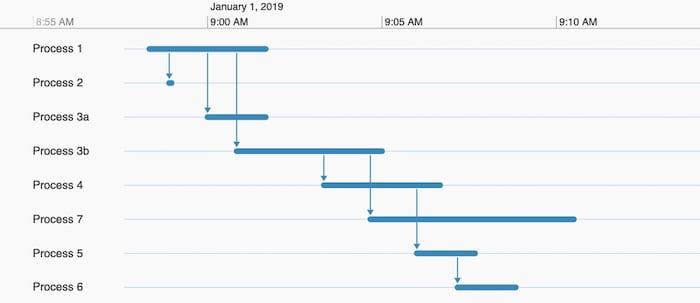 January 1, 2019
8:55 AM 9:00 AM 9:05 AM 9:10 AM
Process 1
Process 2
Process 3a
Process 3b
Process 4
Process 7
Process 5
Process 6